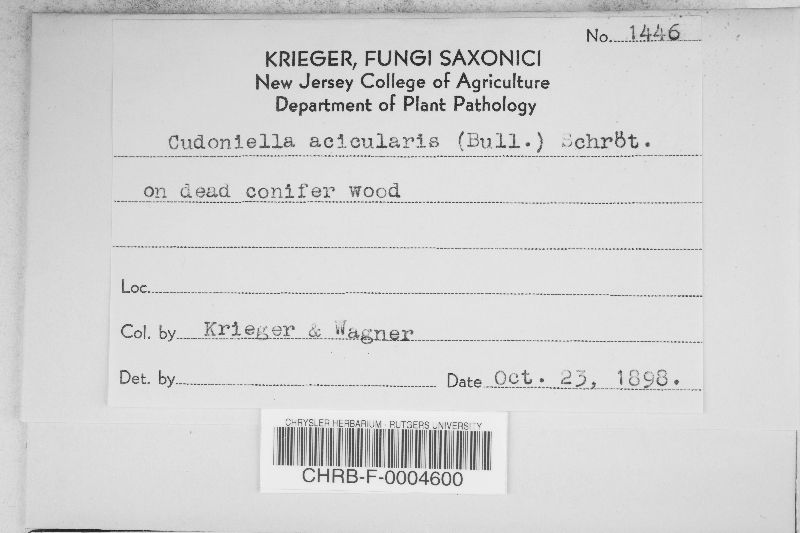 No. 1446
KRIEGER, FUNGI SAXONICI
New Jersey College of Agriculture
Department of Plant Pathology
Cudoniella acicularis (Bull.) Schröt.
on dead conifer wood
Loc.
Col. by Krieger & Wagner
Det. by Date Oct. 23, 1898.
CHRYSLER HERBARIUM - RUTGERS UNIVERSITY
CHRB-F-0004600